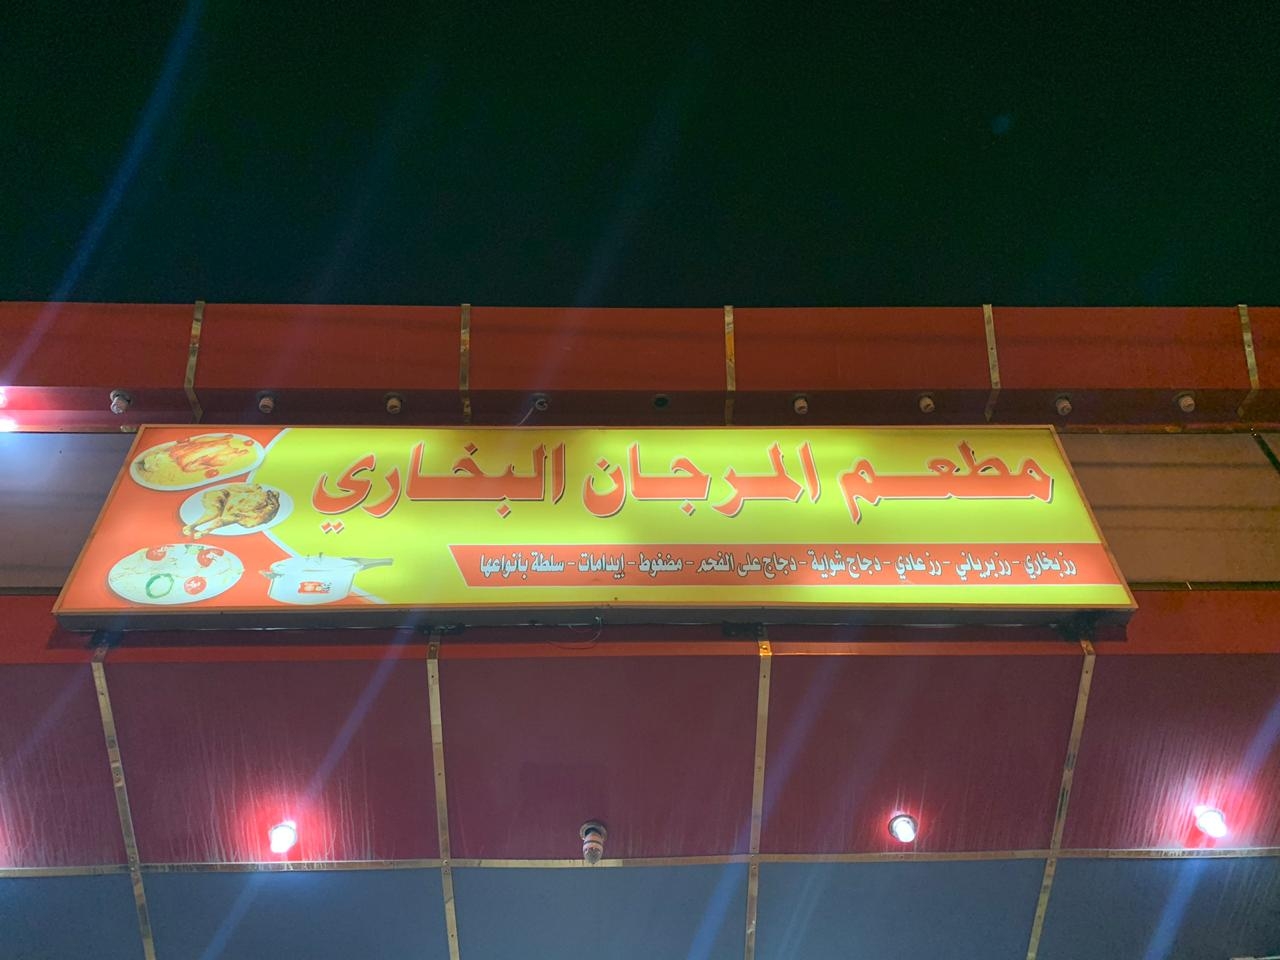 مطعم المرجان البخاري
رز بخاري - رز برياني - رز عادي - دجاج شواية - دجاج على الفحم - مضغوط - إيدامات - سلطة بأنواعها